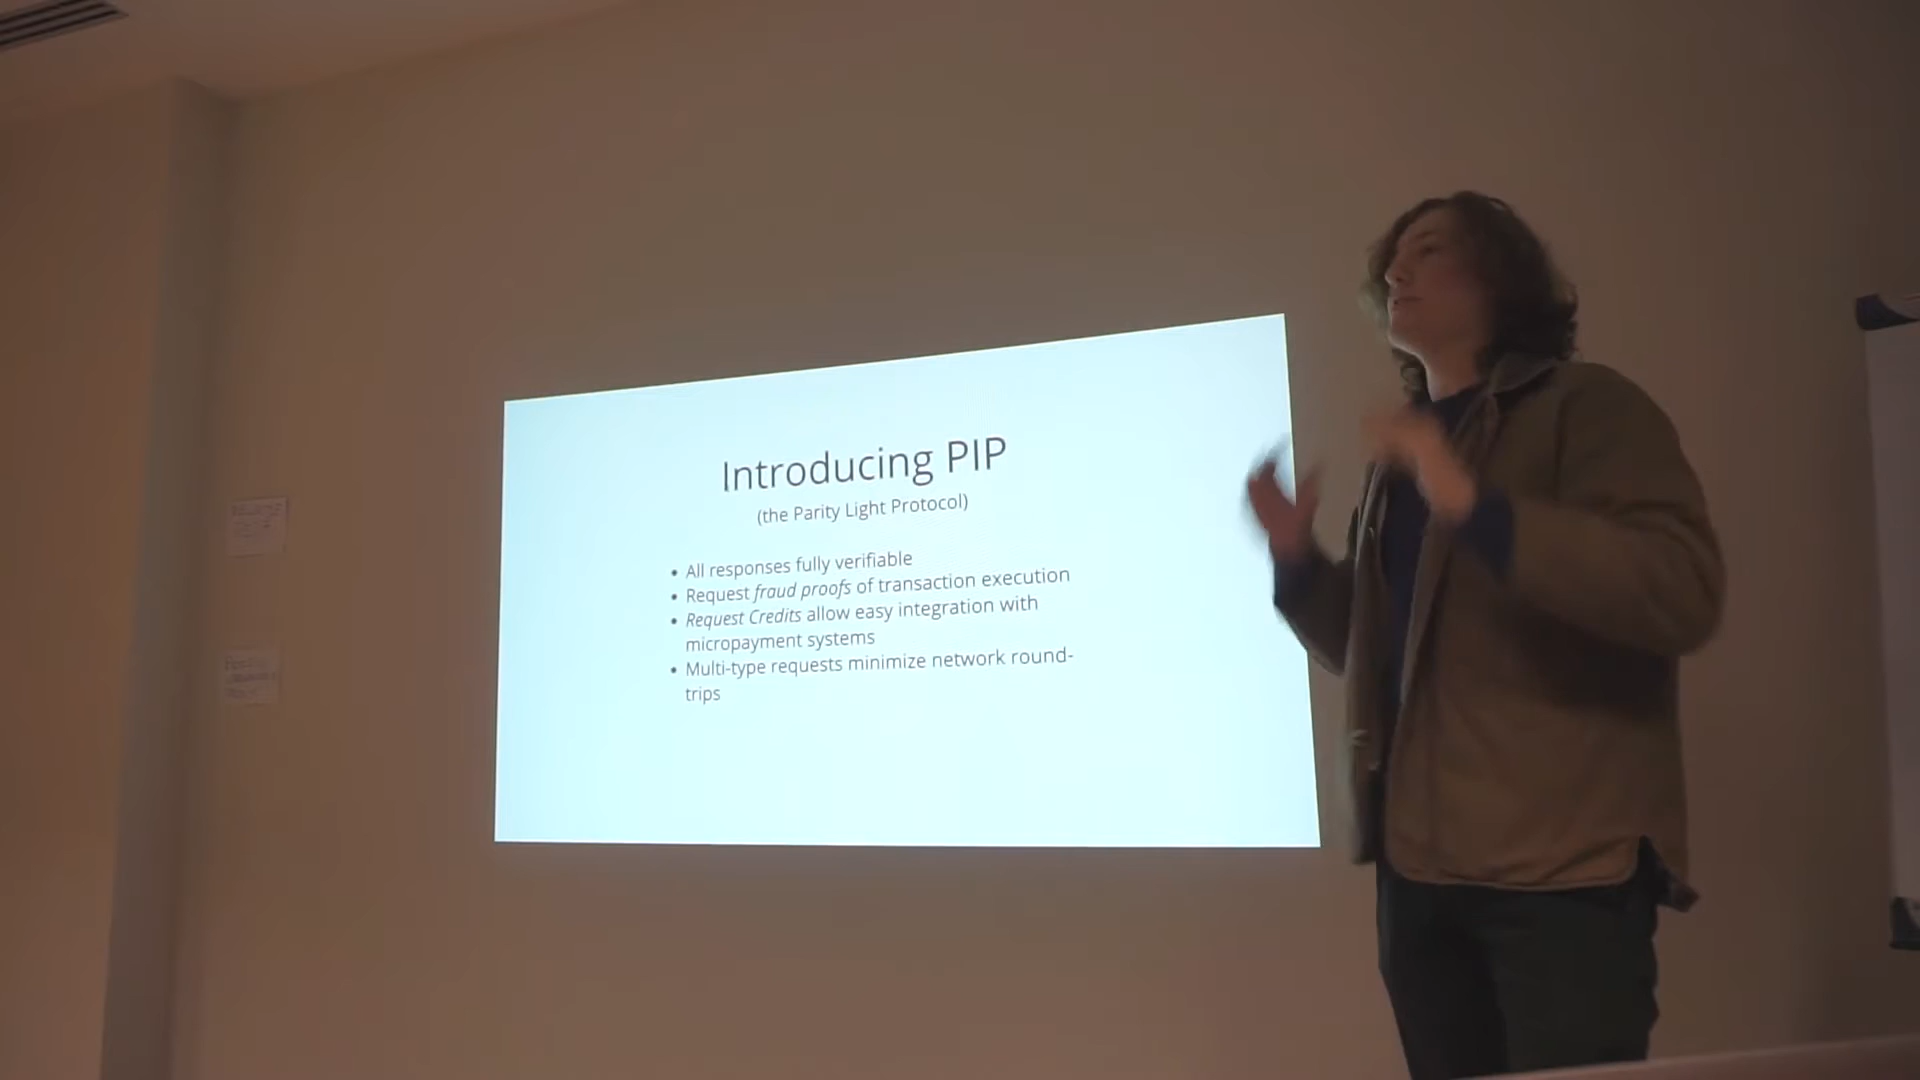 Introducing PIP
(the Parity Light Protocol)
• All responses fully verifiable
• Request fraud proofs of transaction execution
• Request Credits allow easy integration with
micropayment systems
• Multi-type requests minimize network round-
trips